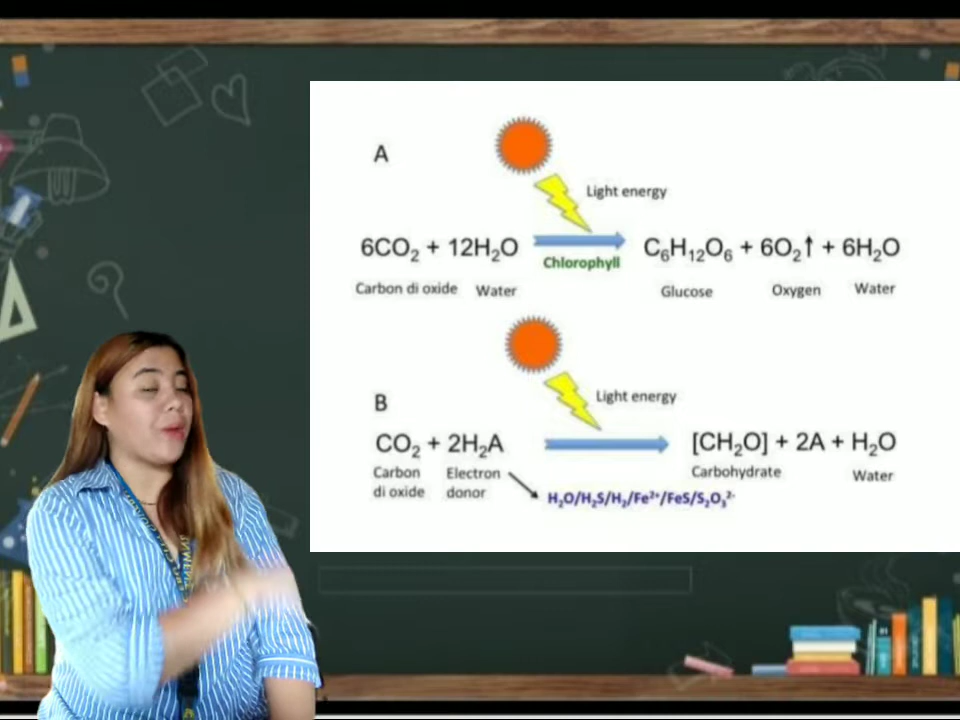 A
Light energy
6CO₂ + 12H₂O C₆H₁₂O₆ + 6O₂↑ + 6H₂O
Chlorophyll
Carbon di oxide Water Glucose Oxygen Water
B
Light energy
CO₂ + 2H₂A [CH₂O] + 2A + H₂O
Carbon di oxide Electron donor Carbohydrate Water
H₂O/H₂S/H₂/Fe²⁺/FeS/S₂O₃²⁻